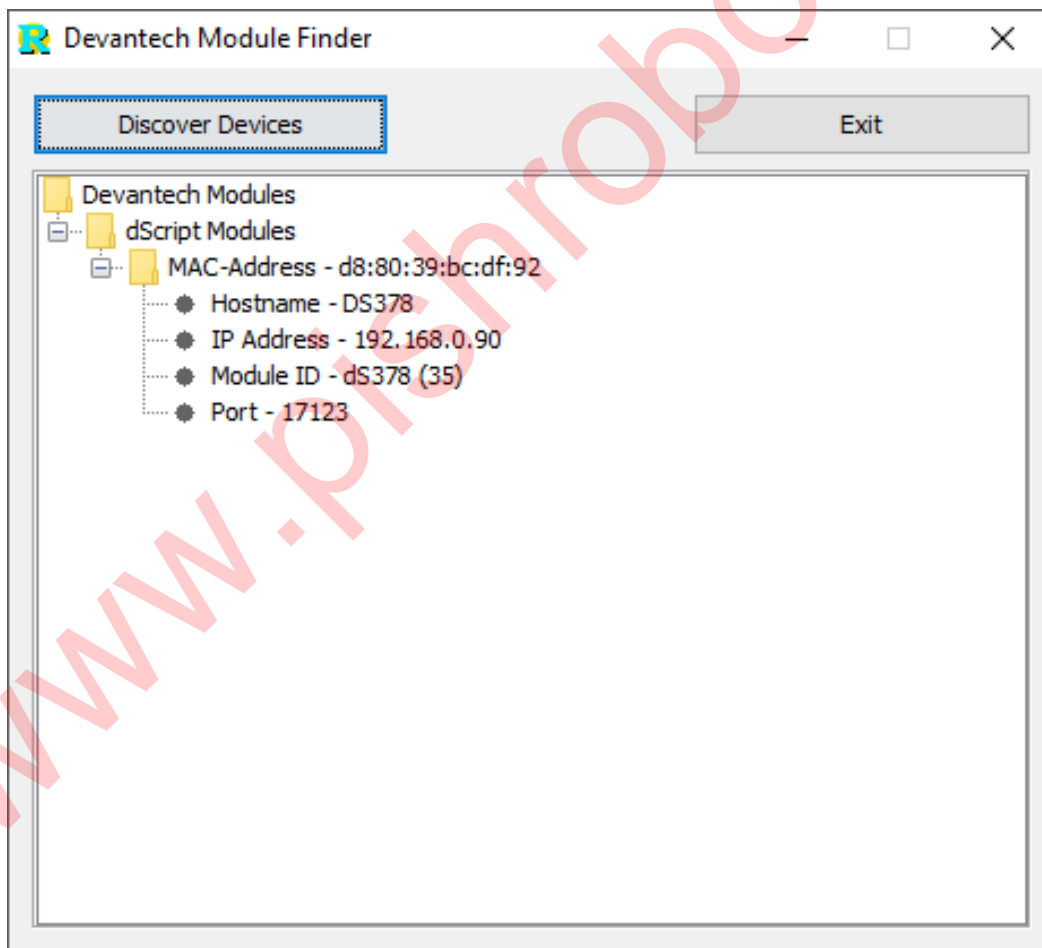 Devantech Module Finder
Discover Devices
Exit
Devantech Modules
dScript Modules
MAC-Address - d8:80:39:bc:df:92
Hostname - DS378
IP Address - 192.168.0.90
Module ID - dS378 (35)
Port - 17123
www.pishrobo